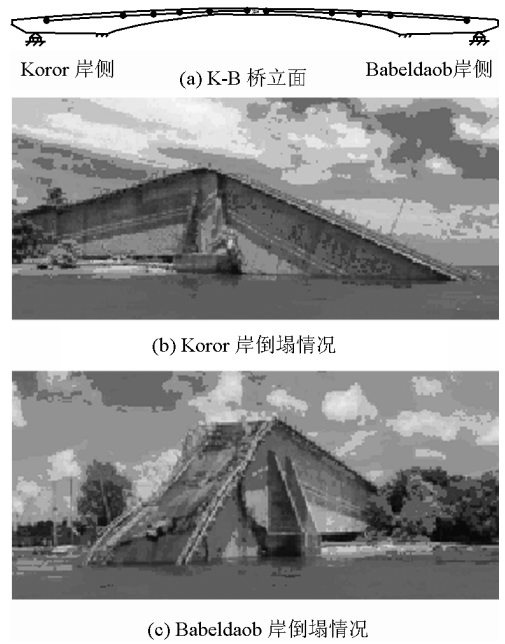 Koror 岸侧
Babeldaob岸侧
(a) K-B 桥立面
(b) Koror 岸倒塌情况
(c) Babeldaob 岸倒塌情况